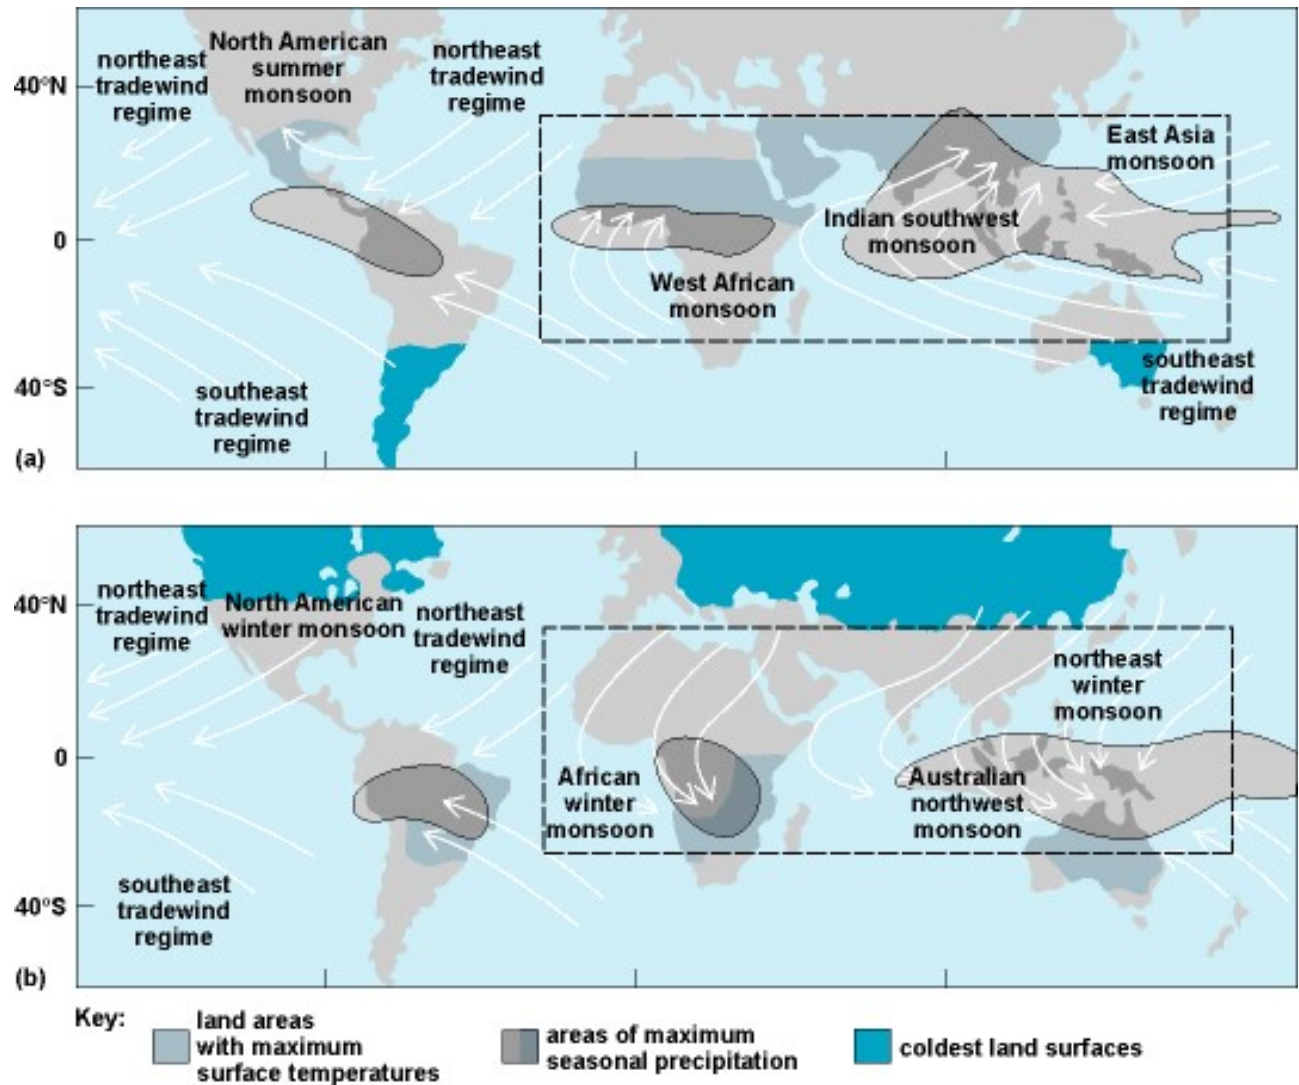 North American
summer
monsoon
northeast
tradewind
regime
northeast
tradewind
regime
40°N
East Asia
monsoon
Indian southwest
monsoon
0
West African
monsoon
southeast
tradewind
regime
40°S
southeast
tradewind
regime
(a)
northeast
tradewind
regime
40°N
North American
winter monsoon
northeast
tradewind
regime
northeast
winter
monsoon
0
African
winter
monsoon
Australian
northwest
monsoon
southeast
tradewind
regime
40°S
(b)
Key:
land areas
with maximum
surface temperatures
areas of maximum
seasonal precipitation
coldest land surfaces